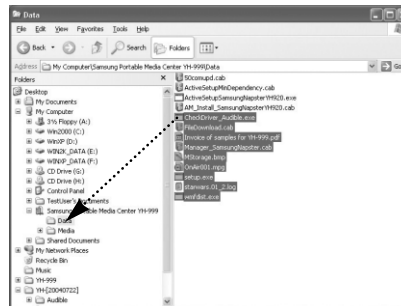 Data
File Edit View Favorites Tools Help
Back Search Folders
Address My Computer\Samsung Portable Media Center YH-999\Data Go
Folders
Desktop
My Documents
My Computer
3½ Floppy (A:)
Win2000 (C:)
WinXP (D:)
WIN2K_DATA (E:)
WINXP_DATA (F:)
CD Drive (G:)
CD Drive (H:)
Control Panel
TestUser's Documents
Samsung Portable Media Center YH-999
Data
Media
Shared Documents
My Network Places
Recycle Bin
Music
YH-999
YH-[20040722]
Audible
50comupd.cab
ActiveSetupMinDependency.cab
ActiveSetupSamsungNapsterYH920.exe
AM_Install_SamsungNapsterYH920.cab
CheckDriver_Audible.exe
FileDownload.cab
Invoice of samples for YH-999.pdf
Manager_SamsungNapster.cab
MStorage.bmp
OnAir001.mpg
setup.exe
starwars.01_2.log
wmfdist.exe